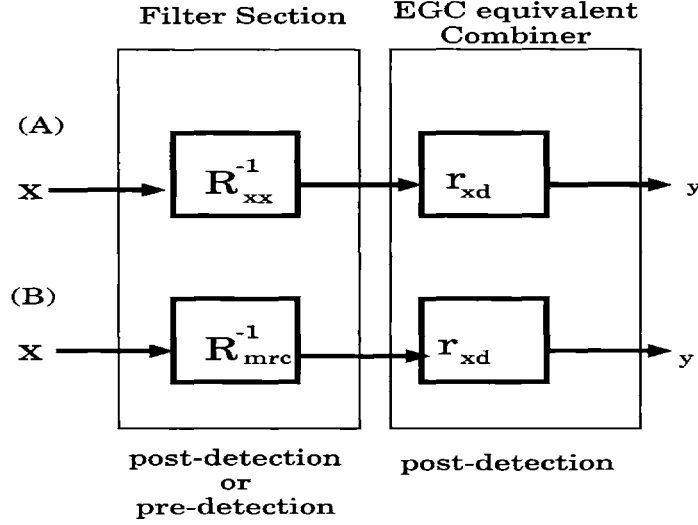 Filter Section
EGC equivalent
Combiner
(A)
X
R⁻¹xx
rxd
y
(B)
X
R⁻¹mrc
rxd
y
post-detection
or
pre-detection
post-detection